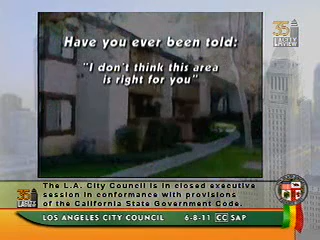 35
Have you ever been told:
"I don't think this area
is right for you"
35
The L.A. City Council is in closed executive
session in conformance with provisions
of the California State Government Code.
LOS ANGELES CITY COUNCIL 6-8-11 CC SAP